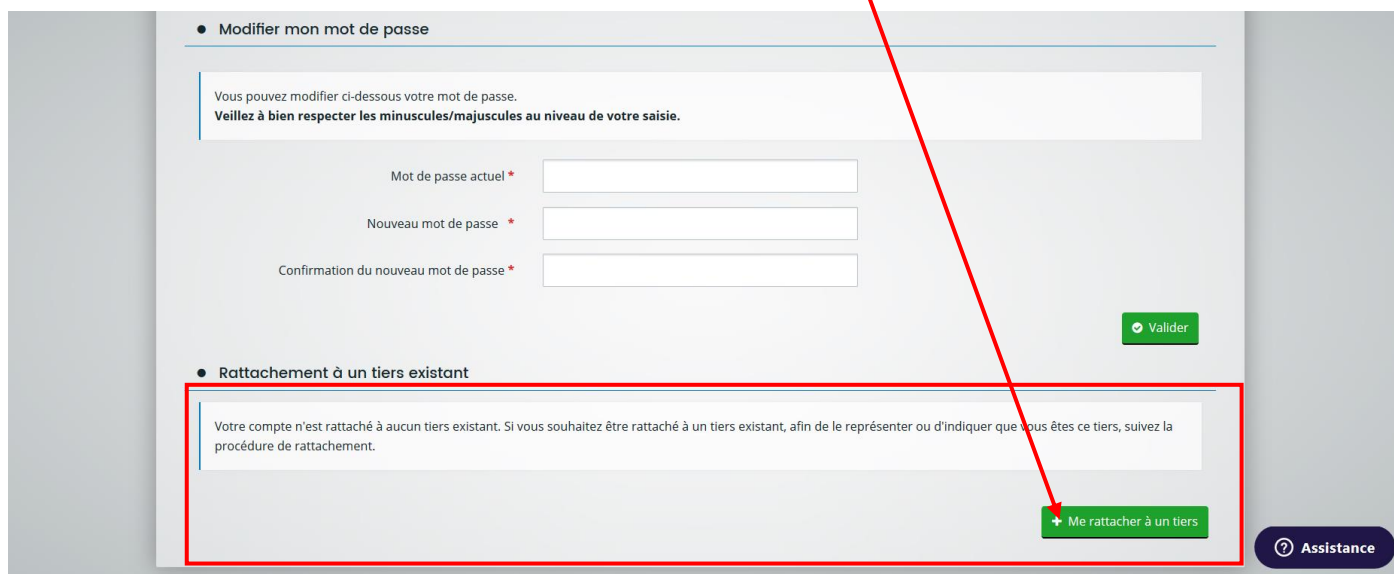 Modifier mon mot de passe
Vous pouvez modifier ci-dessous votre mot de passe.
Veillez à bien respecter les minuscules/majuscules au niveau de votre saisie.
Mot de passe actuel *
Nouveau mot de passe *
Confirmation du nouveau mot de passe *
Valider
Rattachement à un tiers existant
Votre compte n'est rattaché à aucun tiers existant. Si vous souhaitez être rattaché à un tiers existant, afin de le représenter ou d'indiquer que vous êtes ce tiers, suivez la
procédure de rattachement.
Me rattacher à un tiers
Assistance